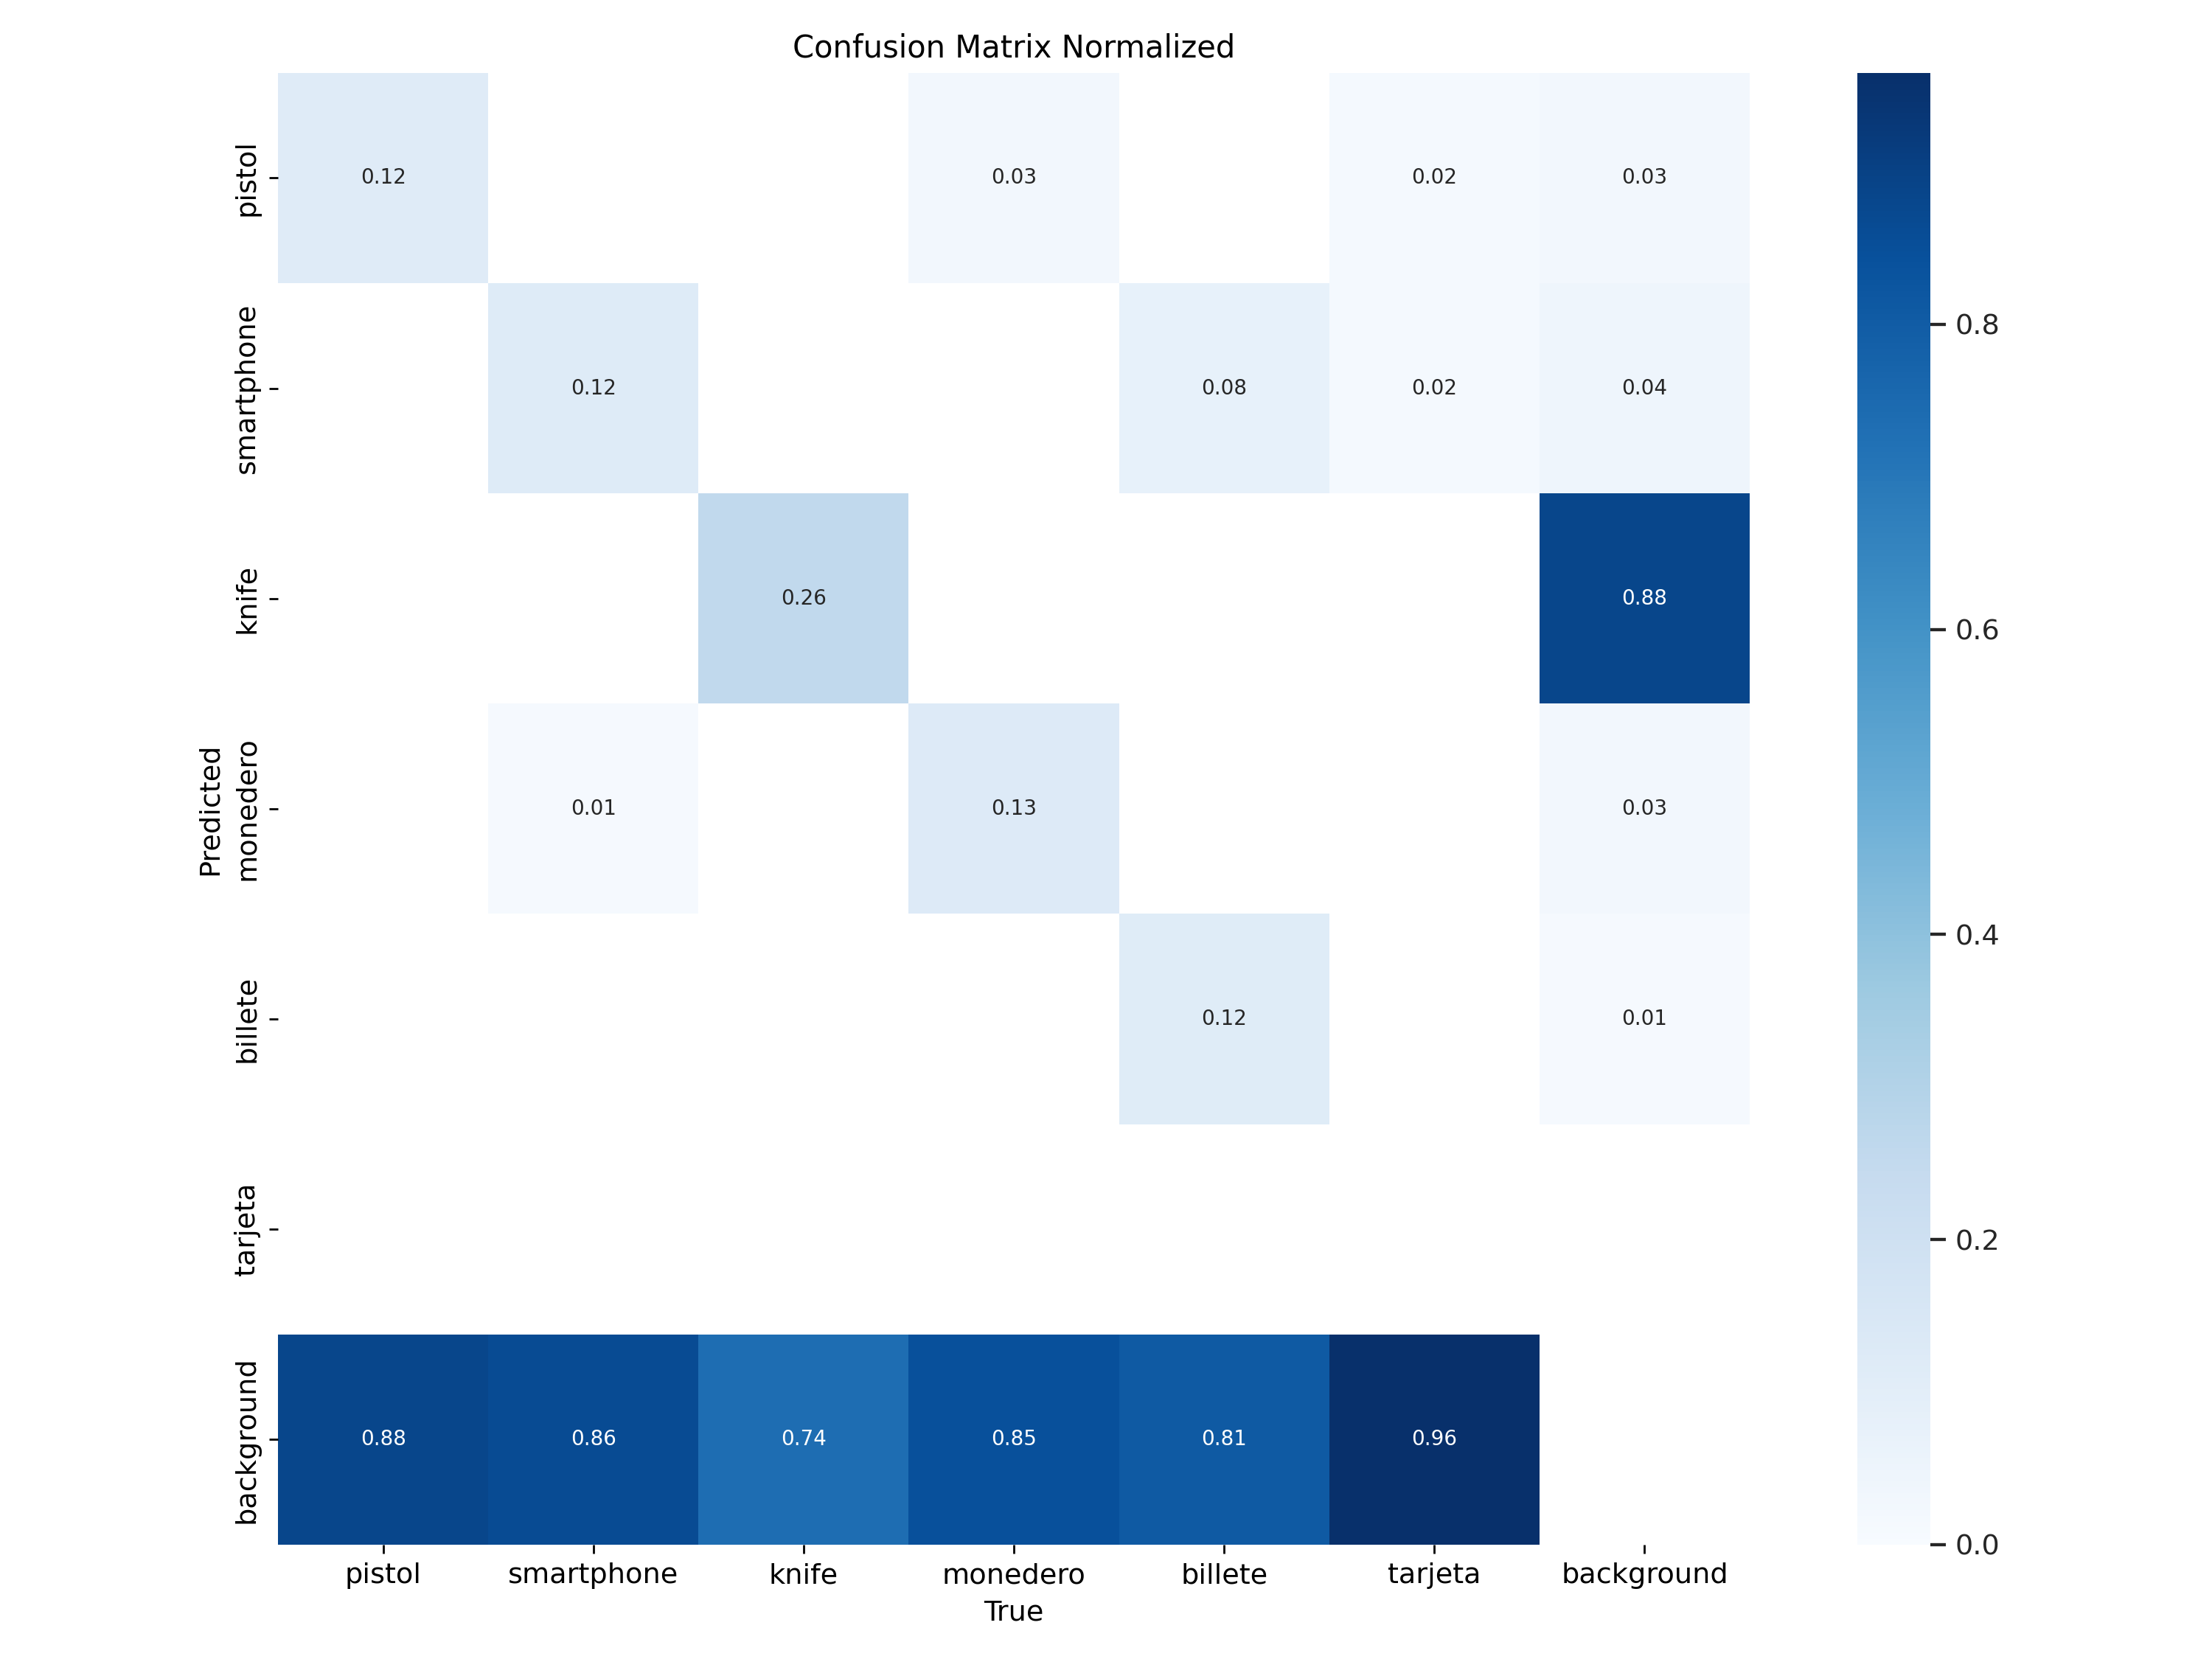 Confusion Matrix Normalized
Predicted
pistol 0.12 0.03 0.02 0.03
smartphone 0.12 0.08 0.02 0.04
knife 0.26 0.88
monedero 0.01 0.13 0.03
billete 0.12 0.01
tarjeta
background 0.88 0.86 0.74 0.85 0.81 0.96
pistol smartphone knife monedero billete tarjeta background
True
0.8
0.6
0.4
0.2
0.0